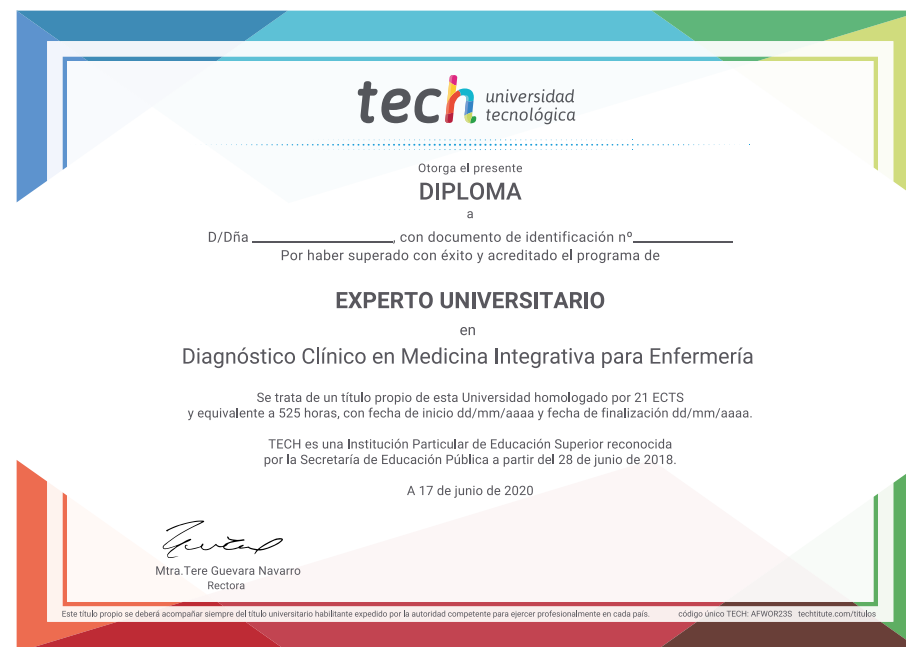 tech universidad
tecnológica
Otorga el presente
DIPLOMA
a
D/Dña ____________________, con documento de identificación nº______________
Por haber superado con éxito y acreditado el programa de
EXPERTO UNIVERSITARIO
en
Diagnóstico Clínico en Medicina Integrativa para Enfermería
Se trata de un título propio de esta Universidad homologado por 21 ECTS
y equivalente a 525 horas, con fecha de inicio dd/mm/aaaa y fecha de finalización dd/mm/aaaa.
TECH es una Institución Particular de Educación Superior reconocida
por la Secretaría de Educación Pública a partir del 28 de junio de 2018.
A 17 de junio de 2020
Mtra.Tere Guevara Navarro
Rectora
Este título propio se deberá acompañar siempre del título universitario habilitante expedido por la autoridad competente para ejercer profesionalmente en cada país. código único TECH: AFWOR23S techtitute.com/titulos